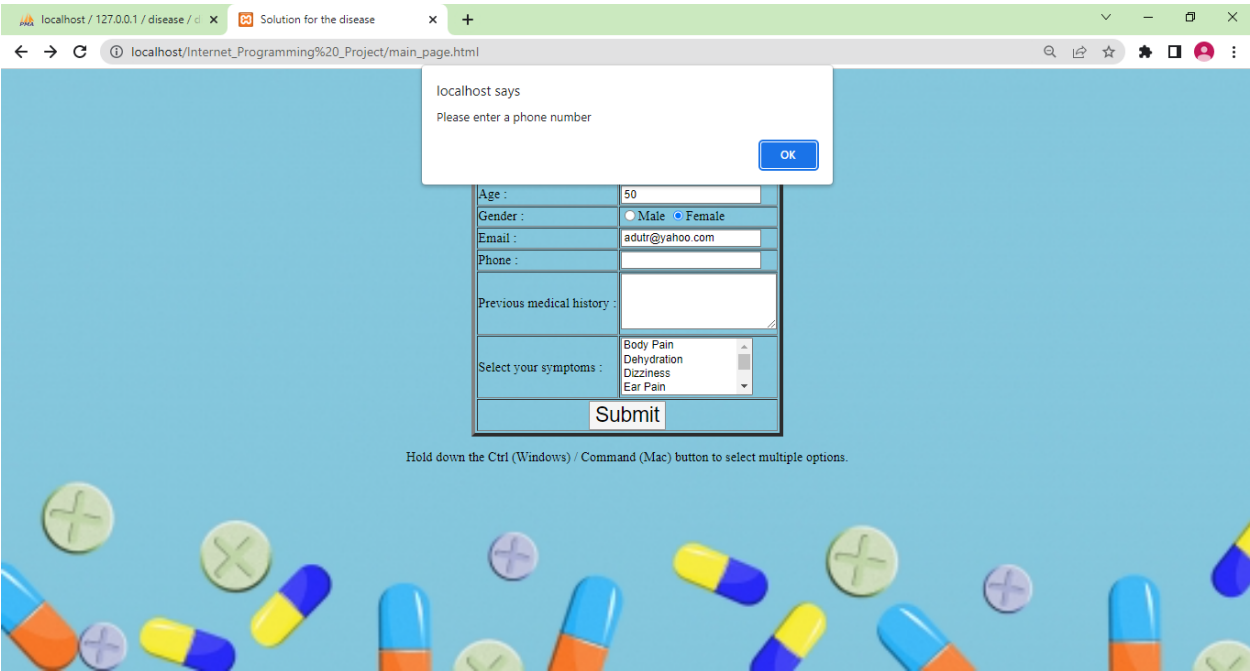 localhost / 127.0.0.1 / disease / d
Solution for the disease
localhost/Internet_Programming%20_Project/main_page.html
localhost says
Please enter a phone number
OK
Age : 50
Gender : Male Female
Email : adutr@yahoo.com
Phone :
Previous medical history :
Body Pain
Dehydration
Select your symptoms :
Dizziness
Ear Pain
Submit
Hold down the Ctrl (Windows) / Command (Mac) button to select multiple options.